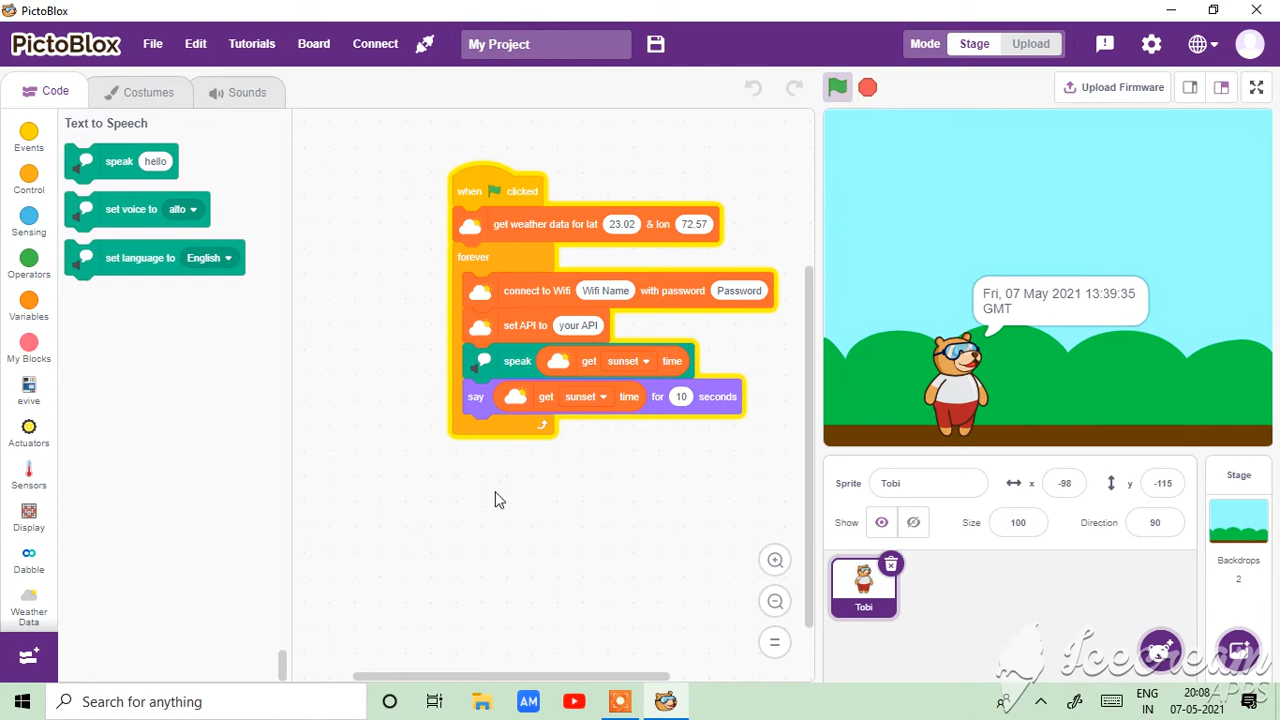 PictoBlox
PictoBlox
File
Edit
Tutorials
Board
Connect
My Project
Mode
Stage
Upload
Code
Costumes
Sounds
Upload Firmware
Text to Speech
speak hello
set voice to alto
set language to English
Events
Control
Sensing
Operators
Variables
My Blocks
evive
Actuators
Sensors
Display
Dabble
Weather
Data
when clicked
get weather data for lat 23.02 & lon 72.57
forever
connect to Wifi Wifi Name with password Password
set API to your API
speak get sunset time
say get sunset time for 10 seconds
Fri, 07 May 2021 13:39:35
GMT
Sprite Tobi x -98 y -115
Show Size 100 Direction 90
Tobi
Stage
Backdrops
2
Icecream
APPS
Search for anything
AM
ENG
IN
20:08
07-05-2021